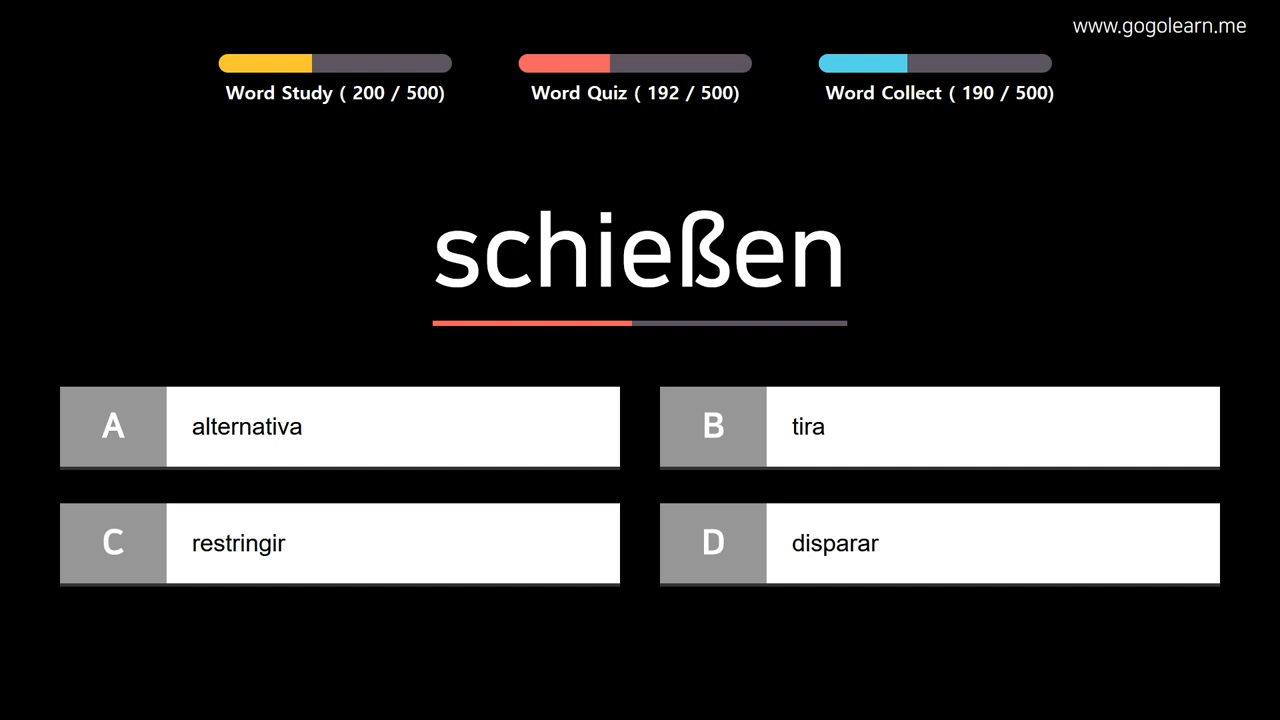 www.gogolearn.me
Word Study ( 200 / 500)
Word Quiz ( 192 / 500)
Word Collect ( 190 / 500)
schießen
A alternativa
B tira
C restringir
D disparar